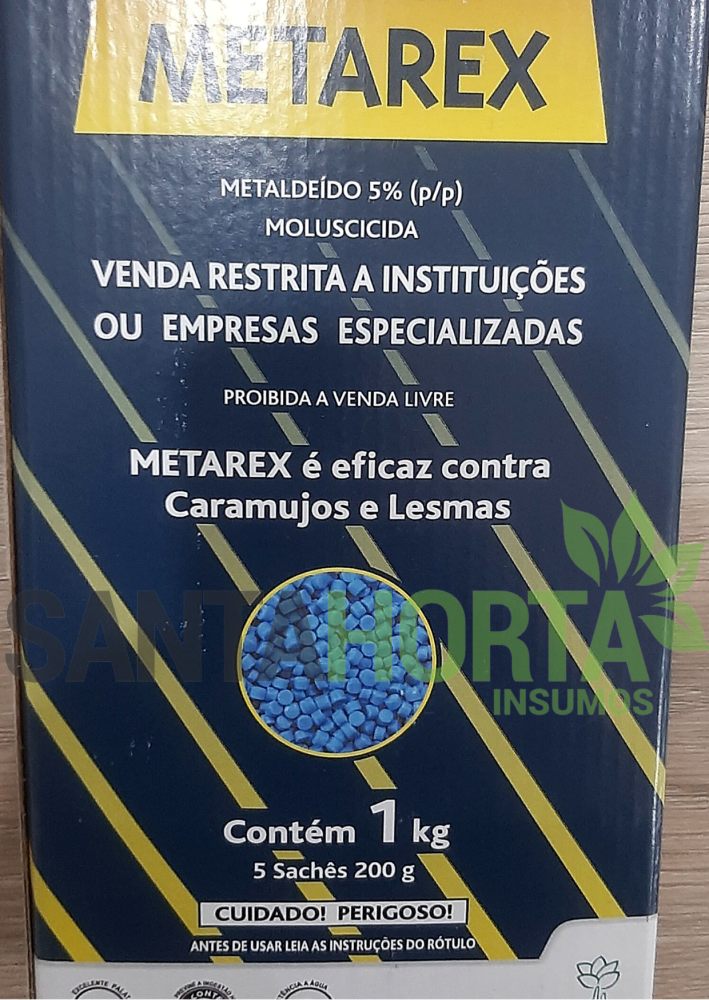 METAREX
METALDEÍDO 5% (p/p)
MOLUSCICIDA
VENDA RESTRITA A INSTITUIÇÕES
OU EMPRESAS ESPECIALIZADAS
PROIBIDA A VENDA LIVRE
METAREX é eficaz contra
Caramujos e Lesmas
SANTA HORTA
INSUMOS
Contém 1 kg
5 Sachês 200 g
CUIDADO! PERIGOSO!
ANTES DE USAR LEIA AS INSTRUÇÕES DO RÓTULO